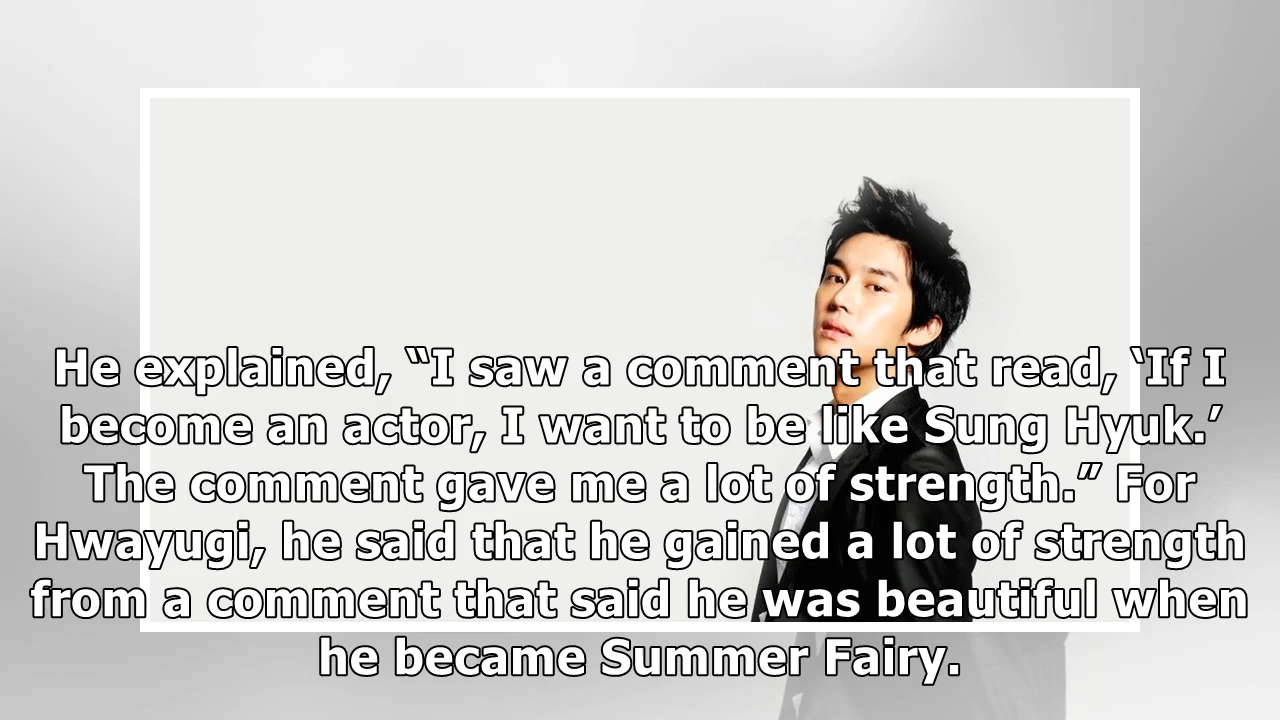 He explained, “I saw a comment that read, ‘If I
become an actor, I want to be like Sung Hyuk.’
The comment gave me a lot of strength.” For
Hwayugi, he said that he gained a lot of strength
from a comment that said he was beautiful when
he became Summer Fairy.